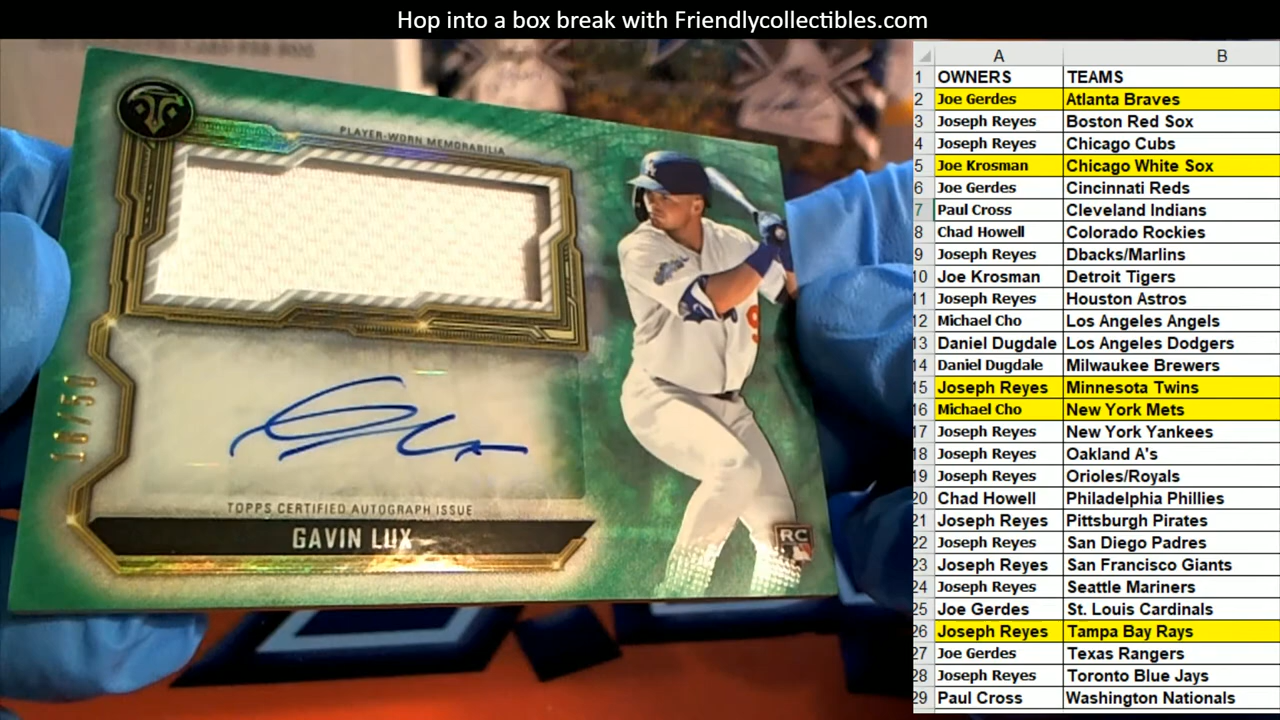 Hop into a box break with Friendlycollectibles.com
PLAYER-WORN MEMORABILIA
18/50
TOPPS CERTIFIED AUTOGRAPH ISSUE
GAVIN LUX
RC
9
A B
1 OWNERS TEAMS
2 Joe Gerdes Atlanta Braves
3 Joseph Reyes Boston Red Sox
4 Joseph Reyes Chicago Cubs
5 Joe Krosman Chicago White Sox
6 Joe Gerdes Cincinnati Reds
7 Paul Cross Cleveland Indians
8 Chad Howell Colorado Rockies
9 Joseph Reyes Dbacks/Marlins
10 Joe Krosman Detroit Tigers
11 Joseph Reyes Houston Astros
12 Michael Cho Los Angeles Angels
13 Daniel Dugdale Los Angeles Dodgers
14 Daniel Dugdale Milwaukee Brewers
15 Joseph Reyes Minnesota Twins
16 Michael Cho New York Mets
17 Joseph Reyes New York Yankees
18 Joseph Reyes Oakland A's
19 Joseph Reyes Orioles/Royals
20 Chad Howell Philadelphia Phillies
21 Joseph Reyes Pittsburgh Pirates
22 Joseph Reyes San Diego Padres
23 Joseph Reyes San Francisco Giants
24 Joseph Reyes Seattle Mariners
25 Joe Gerdes St. Louis Cardinals
26 Joseph Reyes Tampa Bay Rays
27 Joe Gerdes Texas Rangers
28 Joseph Reyes Toronto Blue Jays
29 Paul Cross Washington Nationals